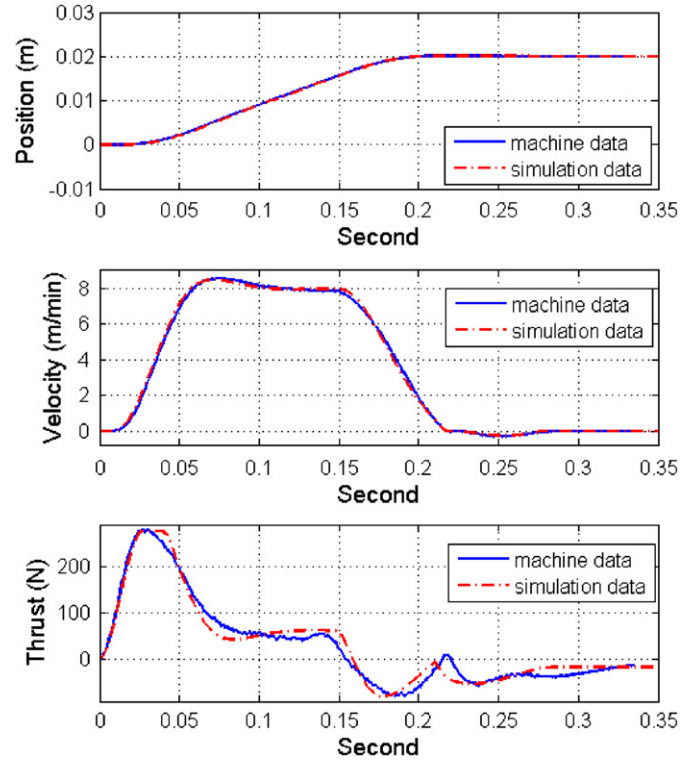 Position (m)
0.03
0.02
0.01
0
-0.01
machine data
simulation data
0 0.05 0.1 0.15 0.2 0.25 0.3 0.35
Second
Velocity (m/min)
8
6
4
2
0
machine data
simulation data
0 0.05 0.1 0.15 0.2 0.25 0.3 0.35
Second
Thrust (N)
200
100
0
machine data
simulation data
0 0.05 0.1 0.15 0.2 0.25 0.3 0.35
Second